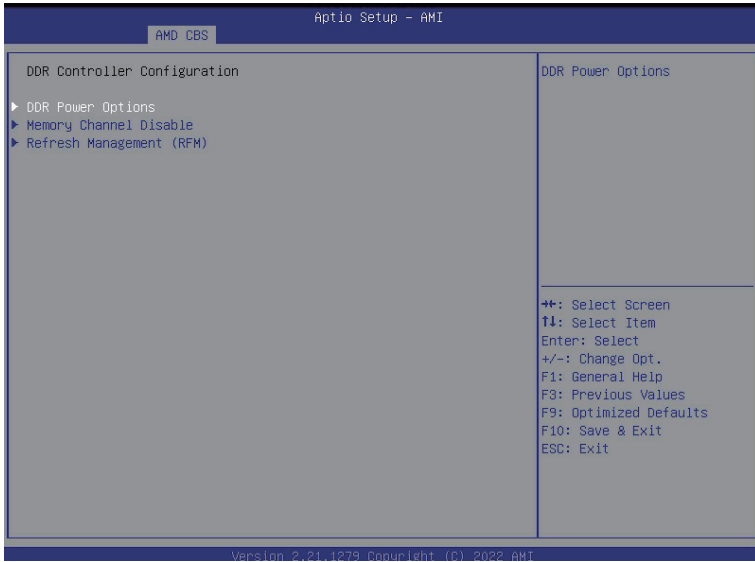 Aptio Setup – AMI
AMD CBS
DDR Controller Configuration
DDR Power Options
Memory Channel Disable
Refresh Management (RFM)
DDR Power Options
→←: Select Screen
↑↓: Select Item
Enter: Select
+/-: Change Opt.
F1: General Help
F3: Previous Values
F9: Optimized Defaults
F10: Save & Exit
ESC: Exit
Version 2.21.1279 Copyright (C) 2022 AMI